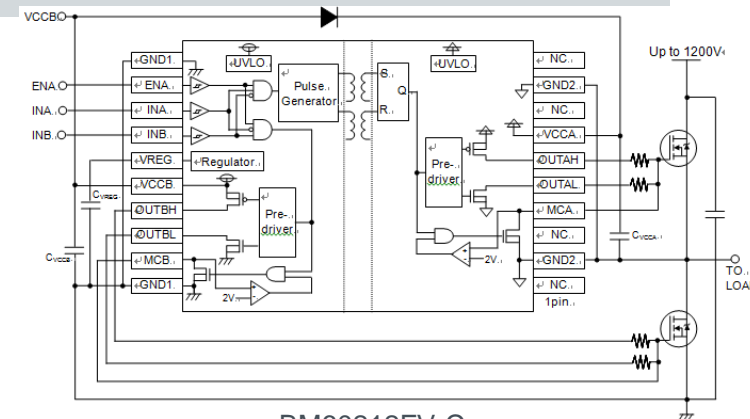 VCCB
GND1
UVLO
UVLO
NC
Up to 1200V
ENA
ENA
Pulse
Generator
S
GND2
INA
INA
R
Q
NC
INB
INB
VCCA
VREG
Regulator
Pre-
driver
OUTAH
VCCB
OUTAL
CVREG
OUTBH
Pre-
driver
MCA
OUTBL
NC
CVCCA
CVCCB
MCB
2V
GND2
TO
LOA
GND1
2V
NC
1pin